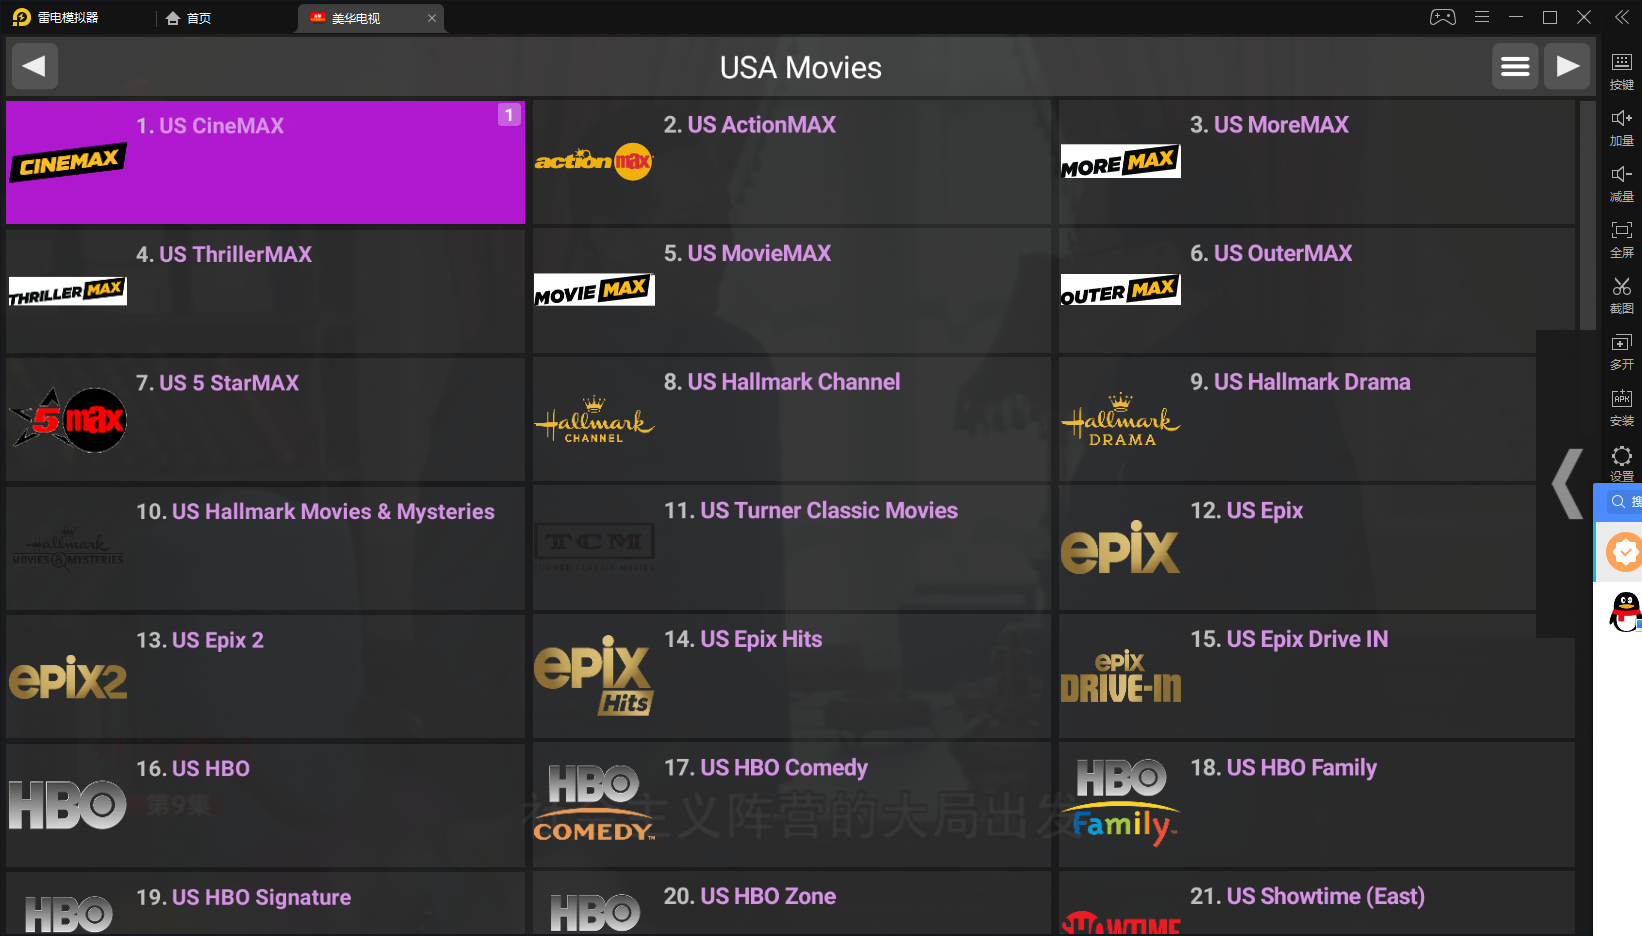 雷电模拟器
首页
美华电视
USA Movies
按键
加量
减量
全屏
截图
多开
APK
安装
设置
搜
1. US CineMAX
1
CINEMAX
2. US ActionMAX
action max
3. US MoreMAX
MORE MAX
4. US ThrillerMAX
THRILLER MAX
5. US MovieMAX
MOVIE MAX
6. US OuterMAX
OUTER MAX
7. US 5 StarMAX
5 max
8. US Hallmark Channel
Hallmark
CHANNEL
9. US Hallmark Drama
Hallmark
DRAMA
10. US Hallmark Movies & Mysteries
Hallmark
MOVIES & MYSTERIES
11. US Turner Classic Movies
TCM
TURNER CLASSIC MOVIES
12. US Epix
epix
13. US Epix 2
epix2
14. US Epix Hits
epix
Hits
15. US Epix Drive IN
epix
DRIVE-IN
16. US HBO
HBO
第9集
17. US HBO Comedy
HBO
COMEDY
18. US HBO Family
HBO
Family
主义阵营的大局出发
19. US HBO Signature
HBO
20. US HBO Zone
HBO
21. US Showtime (East)
SHOWTIME